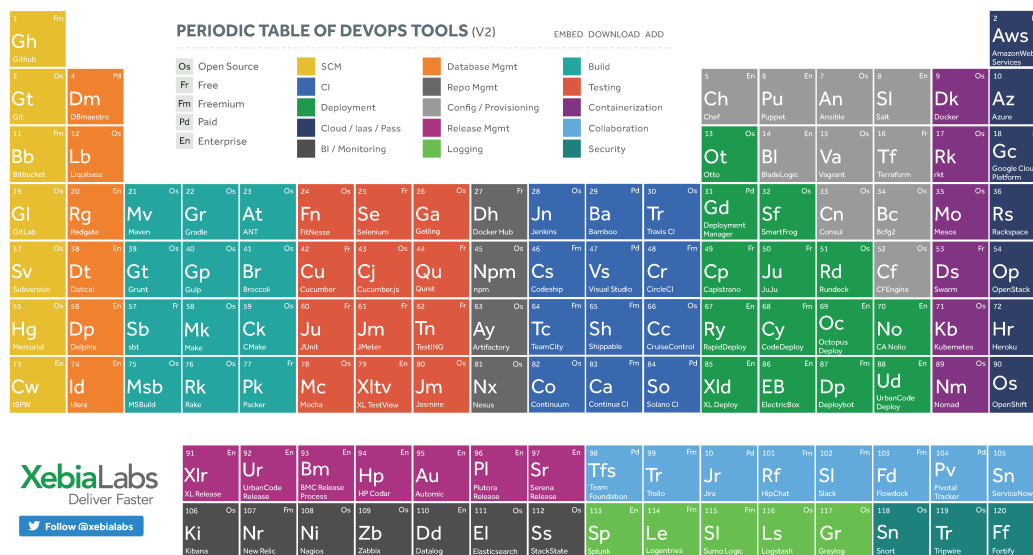 PERIODIC TABLE OF DEVOPS TOOLS (V2)
EMBED DOWNLOAD ADD
Os Open Source
Fr Free
Fm Freemium
Pd Paid
En Enterprise
SCM
CI
Deployment
Cloud / Iaas / Pass
BI / Monitoring
Database Mgmt
Repo Mgmt
Config / Provisioning
Release Mgmt
Logging
Build
Testing
Containerization
Collaboration
Security
1 Fm
Gh
Github
2
Aws
AmazonWeb
Services
3 Os
Gt
Git
4 Pd
Dm
DBmaestro
5 En
Ch
Chef
6 En
Pu
Puppet
7 Os
An
Ansible
8 En
Sl
Salt
9 Os
Dk
Docker
10
Az
Azure
11 Fm
Bb
Bitbucket
12 Os
Lb
Liquibase
13 Os
Ot
Otto
14 En
Bl
BladeLogic
15 Os
Va
Vagrant
16 Fr
Tf
Terraform
17 Os
Rk
rkt
18
Gc
Google Clou
Platform
19 Os
Gl
GitLab
20 En
Rg
Redgate
21 Os
Mv
Maven
22 Os
Gr
Gradle
23 Os
At
ANT
24 Os
Fn
FitNesse
25 Fr
Se
Selenium
26 Os
Ga
Gatling
27 Fr
Dh
Docker Hub
28 Os
Jn
Jenkins
29 Pd
Ba
Bamboo
30 Os
Tr
Travis CI
31 Pd
Gd
Deployment
Manager
32 Os
Sf
SmartFrog
33 Os
Cn
Consul
34 Os
Bc
Bcfg2
35 Os
Mo
Mesos
36
Rs
Rackspace
37 Os
Sv
Subversion
38 En
Dt
Datical
39 Os
Gt
Grunt
40 Os
Gp
Gulp
41 Os
Br
Broccoli
42 Fr
Cu
Cucumber
43 Os
Cj
Cucumber.js
44 Fr
Qu
Qunit
45 Os
Npm
npm
46 Fm
Cs
Codeship
47 Pd
Vs
Visual Studio
48 Fm
Cr
CircleCI
49 Fr
Cp
Capistrano
50 Fr
Ju
JuJu
51 Os
Rd
Rundeck
52 Os
Cf
CFEngine
53 Fr
Ds
Swarm
54
Op
OpenStack
55 Os
Hg
Mercurial
56 En
Dp
Delphix
57 Fr
Sb
sbt
58 Os
Mk
Make
59 Os
Ck
CMake
60 Fr
Ju
JUnit
61 Fr
Jm
JMeter
62 Fr
Tn
TestING
63 Os
Ay
Artifactory
64 Fm
Tc
TeamCity
65 Fm
Sh
Shippable
66 Os
Cc
CruiseControl
67 En
Ry
RapidDeploy
68 Fm
Cy
CodeDeploy
69 En
Oc
Octopus
Deploy
70 En
No
CA Nolio
71 Os
Kb
Kubernetes
72
Hr
Heroku
73 En
Cw
ISPW
74 En
Id
Idera
75 Os
Msb
MSBuild
76 Os
Rk
Rake
77 Fr
Pk
Packer
78 Os
Mc
Mocha
79 En
Xltv
XL TestView
80 Os
Jm
Jasmine
81 Os
Nx
Nexus
82 Os
Co
Continuum
83 Fm
Ca
Continua CI
84 Pd
So
Solano CI
85 En
Xld
XL Deploy
86 En
EB
ElectricBox
87 Fm
Dp
Deploybot
88 En
Ud
UrbanCode
Deploy
89 Os
Nm
Nomad
90
Os
OpenShift
XebiaLabs
Deliver Faster
Follow @xebialabs
91 En
Xlr
XL Release
92 En
Ur
UrbanCode
Release
93 En
Bm
BMC Release
Process
94 En
Hp
HP Codar
95 En
Au
Automic
96 En
Pl
Plutora
Release
97 En
Sr
Serena
Release
98 Pd
Tfs
Team
Foundation
99 Fm
Tr
Trello
100 Pd
Jr
Jira
101 Fm
Rf
HipChat
102 Fm
Sl
Slack
103 Fm
Fd
Flowdock
104 Pd
Pv
Pivotal
Tracker
105
Sn
ServiceNow
106 Os
Ki
Kibana
107 Fm
Nr
New Relic
108 Os
Ni
Nagios
109 Os
Zb
Zabbix
110 En
Dd
Datalog
111 Os
El
Elasticsearch
112 Os
Ss
StackState
113 En
Sp
Splunk
114 Fm
Le
Logentries
115 Fm
Sl
Sumo Logic
116 Os
Ls
Logstash
117 Os
Gr
Graylog
118 Os
Sn
Snort
119 Os
Tr
Tripwire
120
Ff
Fortify